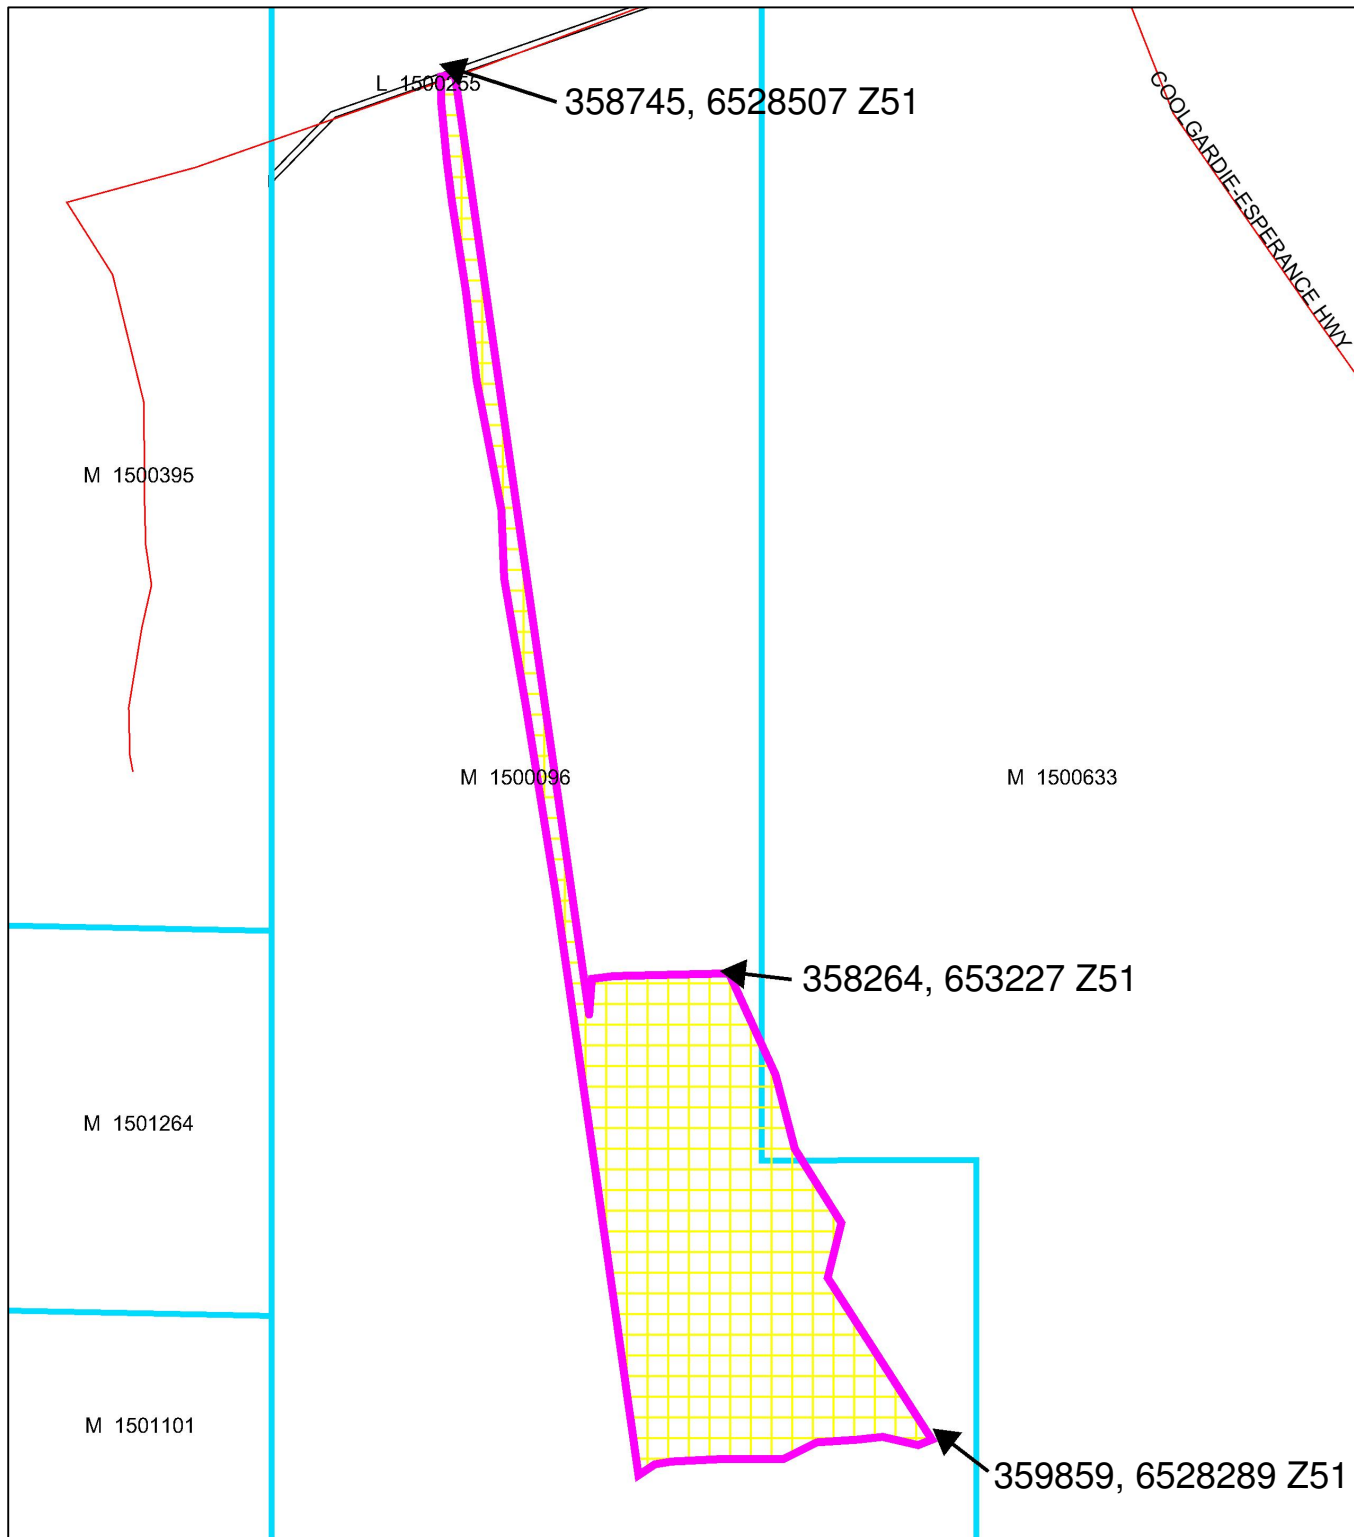 L 1500255
358745, 6528507 Z51
COOLGARDIE-ESPERANCE HWY
M 1500395
M 1500096
M 1500633
358264, 653227 Z51
M 1501264
M 1501101
359859, 6528289 Z51